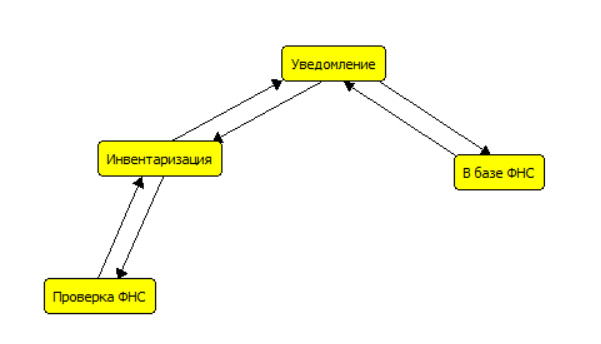 Уведомление
Инвентаризация
В базе ФНС
Проверка ФНС